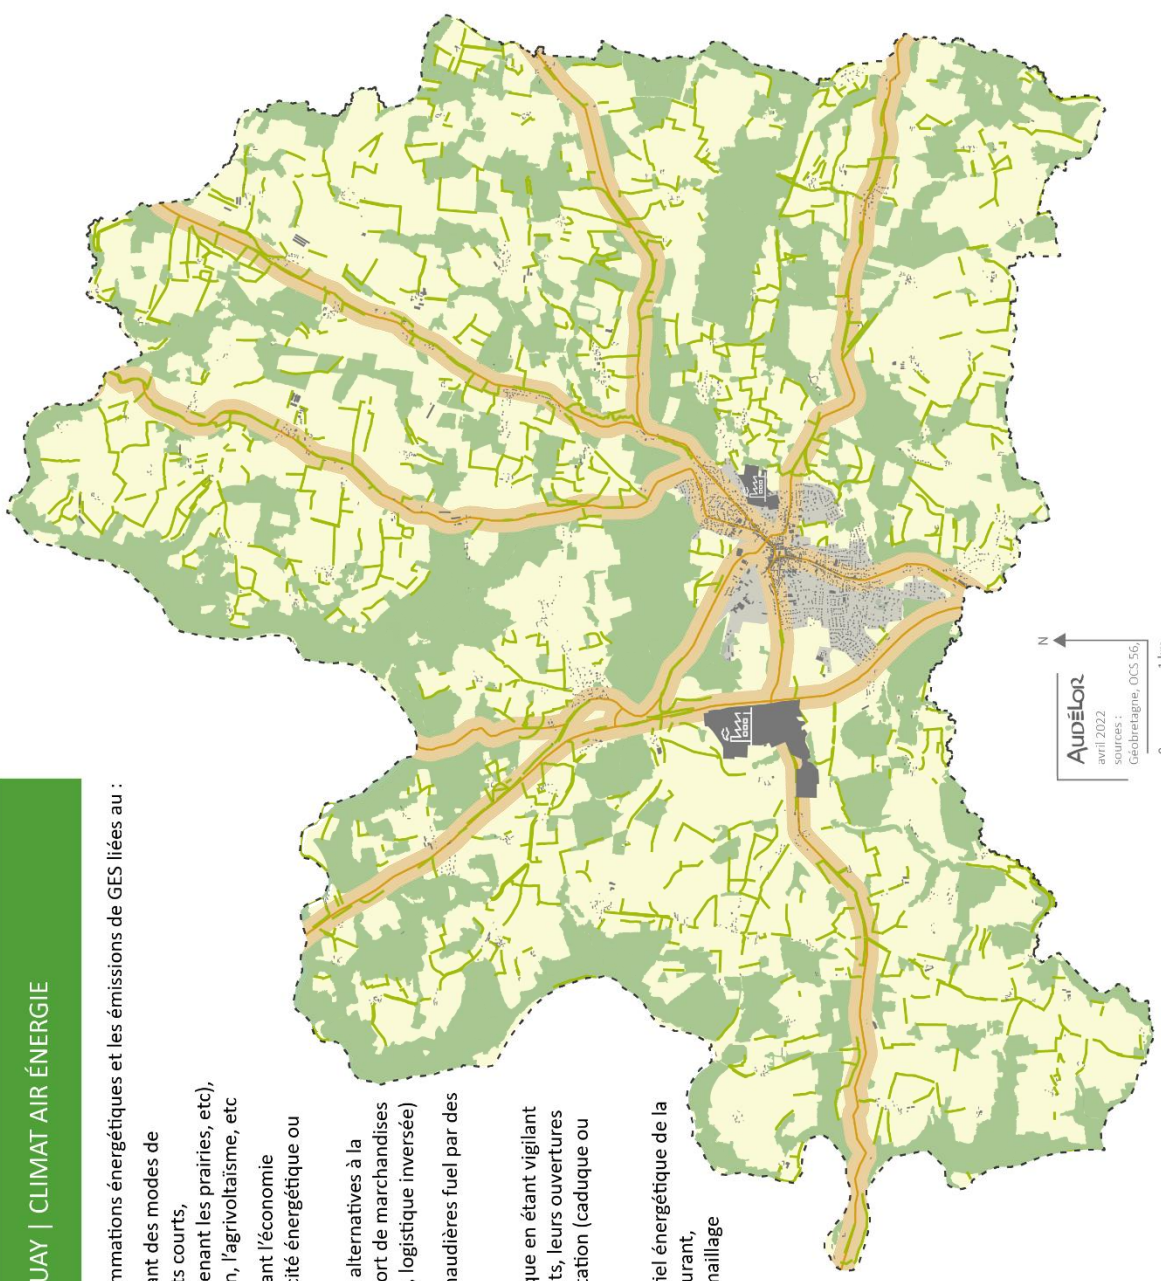 UAY | CLIMAT AIR ÉNERGIE
mmations énergétiques et les émissions de GES liées au :
ant des modes de
ts courts,
enant les prairies, etc),
n, l'agrivoltaïsme, etc
ant l'économie
cité énergétique ou
alternatives à la
ort de marchandises
, logistique inversée)
audières fuel par des
que en étant vigilant
ts, leurs ouvertures
tation (caduque ou
iel énergétique de la
urant,
maillage
N
AUDÉLOR
avril 2022
sources :
Géobretagne, OCS 56,